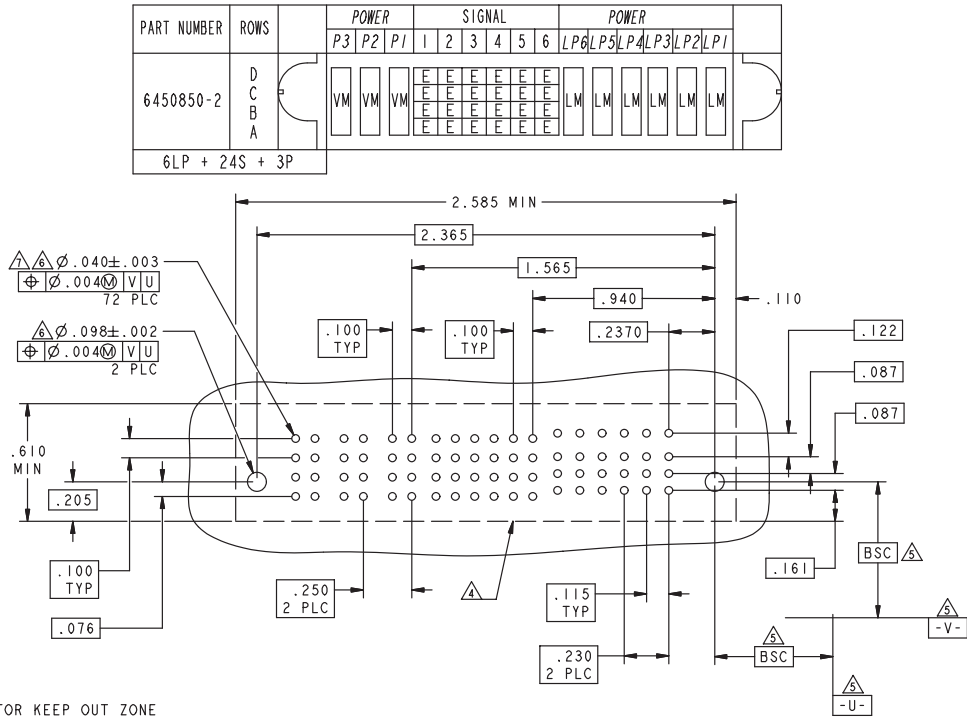 PART NUMBER ROWS POWER SIGNAL POWER
P3 P2 P1 1 2 3 4 5 6 LP6 LP5 LP4 LP3 LP2 LP1
6450850-2
D
C
B
A
VM VM VM
E E E E E E
E E E E E E
E E E E E E
E E E E E E
LM LM LM LM LM LM
6LP + 24S + 3P
2.585 MIN
2.365
7 6 Ø.040±.003
⌖ Ø.004Ⓜ V U
72 PLC
1.565
.940
.110
6 Ø.098±.002
⌖ Ø.004Ⓜ V U
2 PLC
.100
TYP
.100
TYP
.2370
.122
.087
.087
.610
MIN
.205
.100
TYP
.076
.250
2 PLC
4
.115
TYP
.230
2 PLC
.161
BSC 5
5
BSC
5
-V-
5
-U-
TOR KEEP OUT ZONE